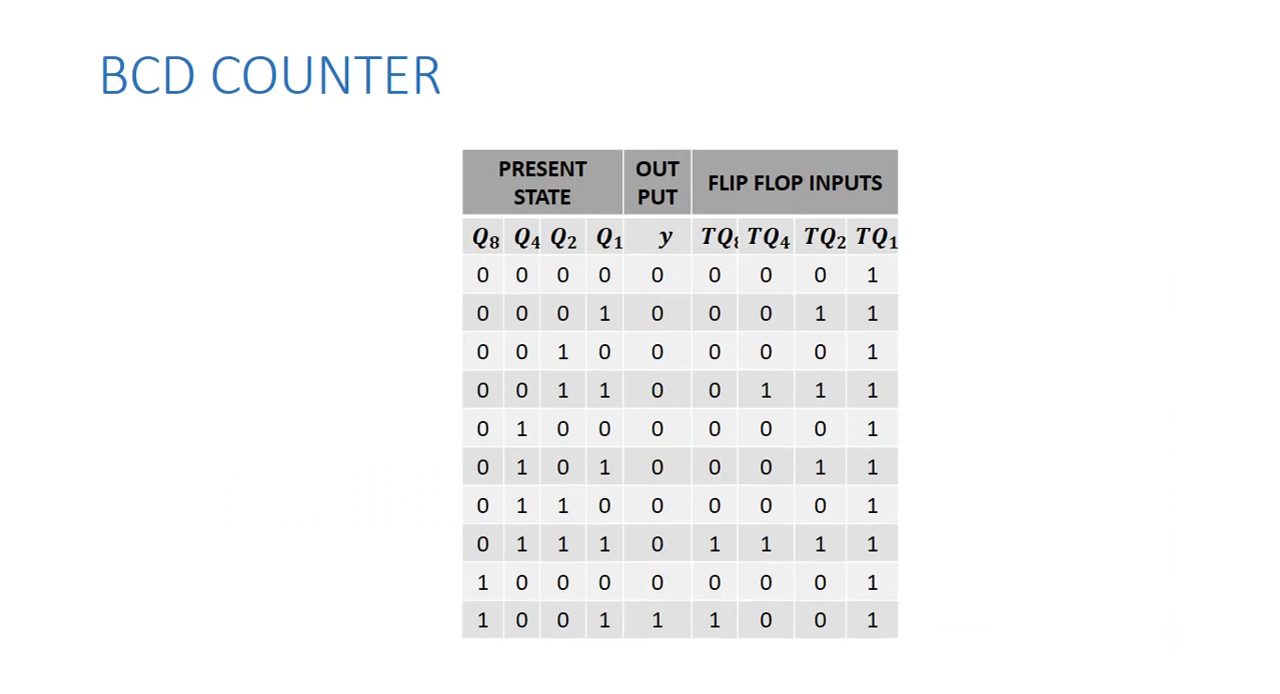 BCD COUNTER
PRESENT STATE OUT PUT FLIP FLOP INPUTS
Q₈ Q₄ Q₂ Q₁ y TQ₈ TQ₄ TQ₂ TQ₁
0 0 0 0 0 0 0 0 1
0 0 0 1 0 0 0 1 1
0 0 1 0 0 0 0 0 1
0 0 1 1 0 0 1 1 1
0 1 0 0 0 0 0 0 1
0 1 0 1 0 0 0 1 1
0 1 1 0 0 0 0 0 1
0 1 1 1 0 1 1 1 1
1 0 0 0 0 0 0 0 1
1 0 0 1 1 1 0 0 1